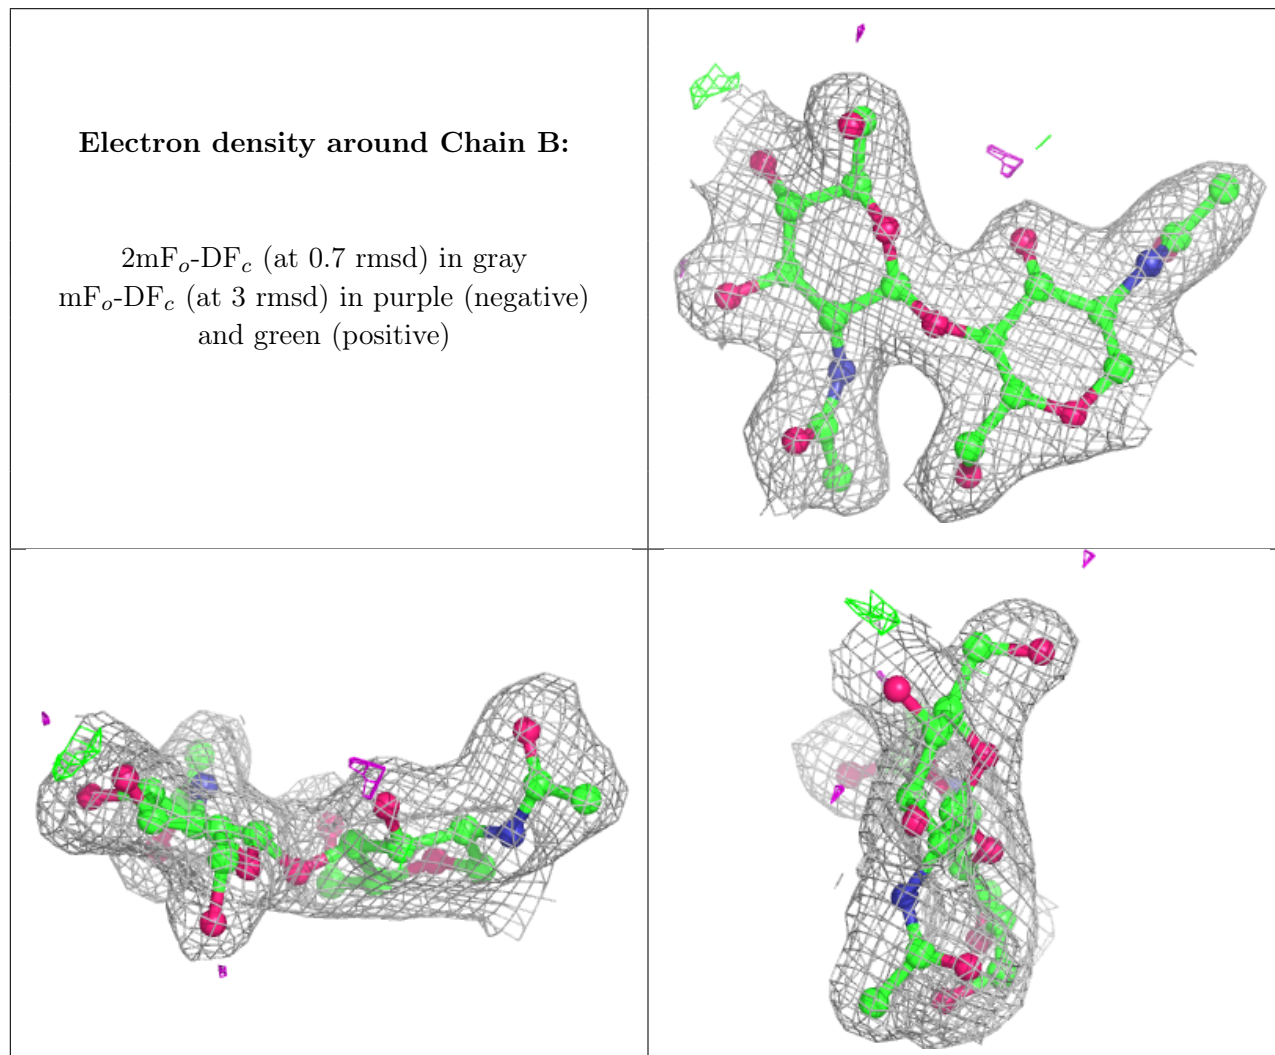 Electron density around Chain B:
2mFₒ-DF𝒸 (at 0.7 rmsd) in gray
mFₒ-DF𝒸 (at 3 rmsd) in purple (negative)
and green (positive)